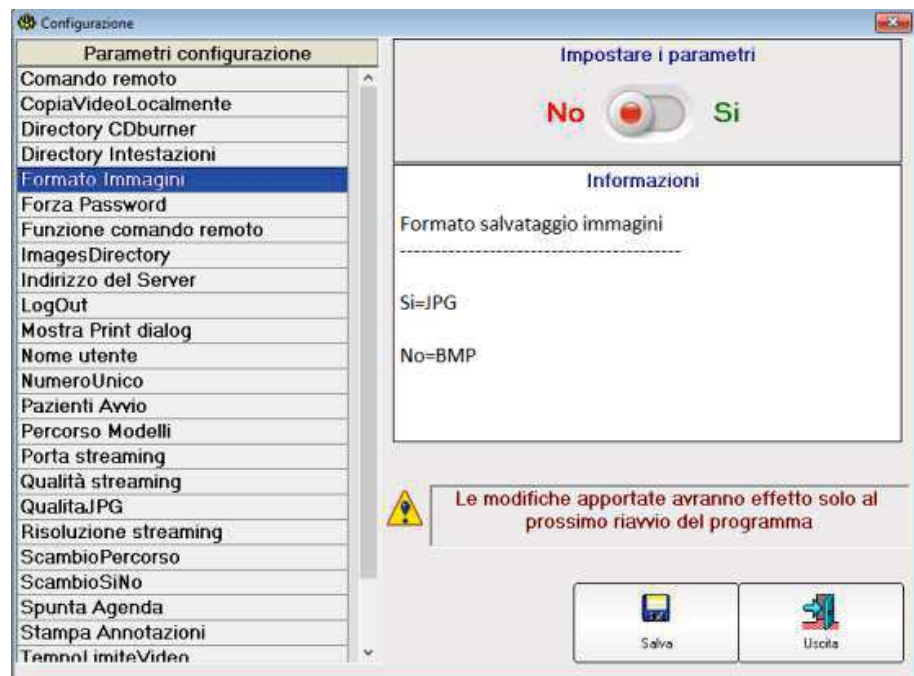 Configurazione
Parametri configurazione
Comando remoto
CopiaVideoLocalmente
Directory CDburner
Directory Intestazioni
Formato Immagini
Forza Password
Funzione comando remoto
ImagesDirectory
Indirizzo del Server
LogOut
Mostra Print dialog
Nome utente
NumeroUnico
Pazienti Avvio
Percorso Modelli
Porta streaming
Qualità streaming
QualitaJPG
Risoluzione streaming
ScambioPercorso
ScambioSiNo
Spunta Agenda
Stampa Annotazioni
TempoLimiteVideo
Impostare i parametri
No Si
Informazioni
Formato salvataggio immagini
----------------------------------------------------
Si=JPG
No=BMP
Le modifiche apportate avranno effetto solo al
prossimo riavvio del programma
Salva
Uscita